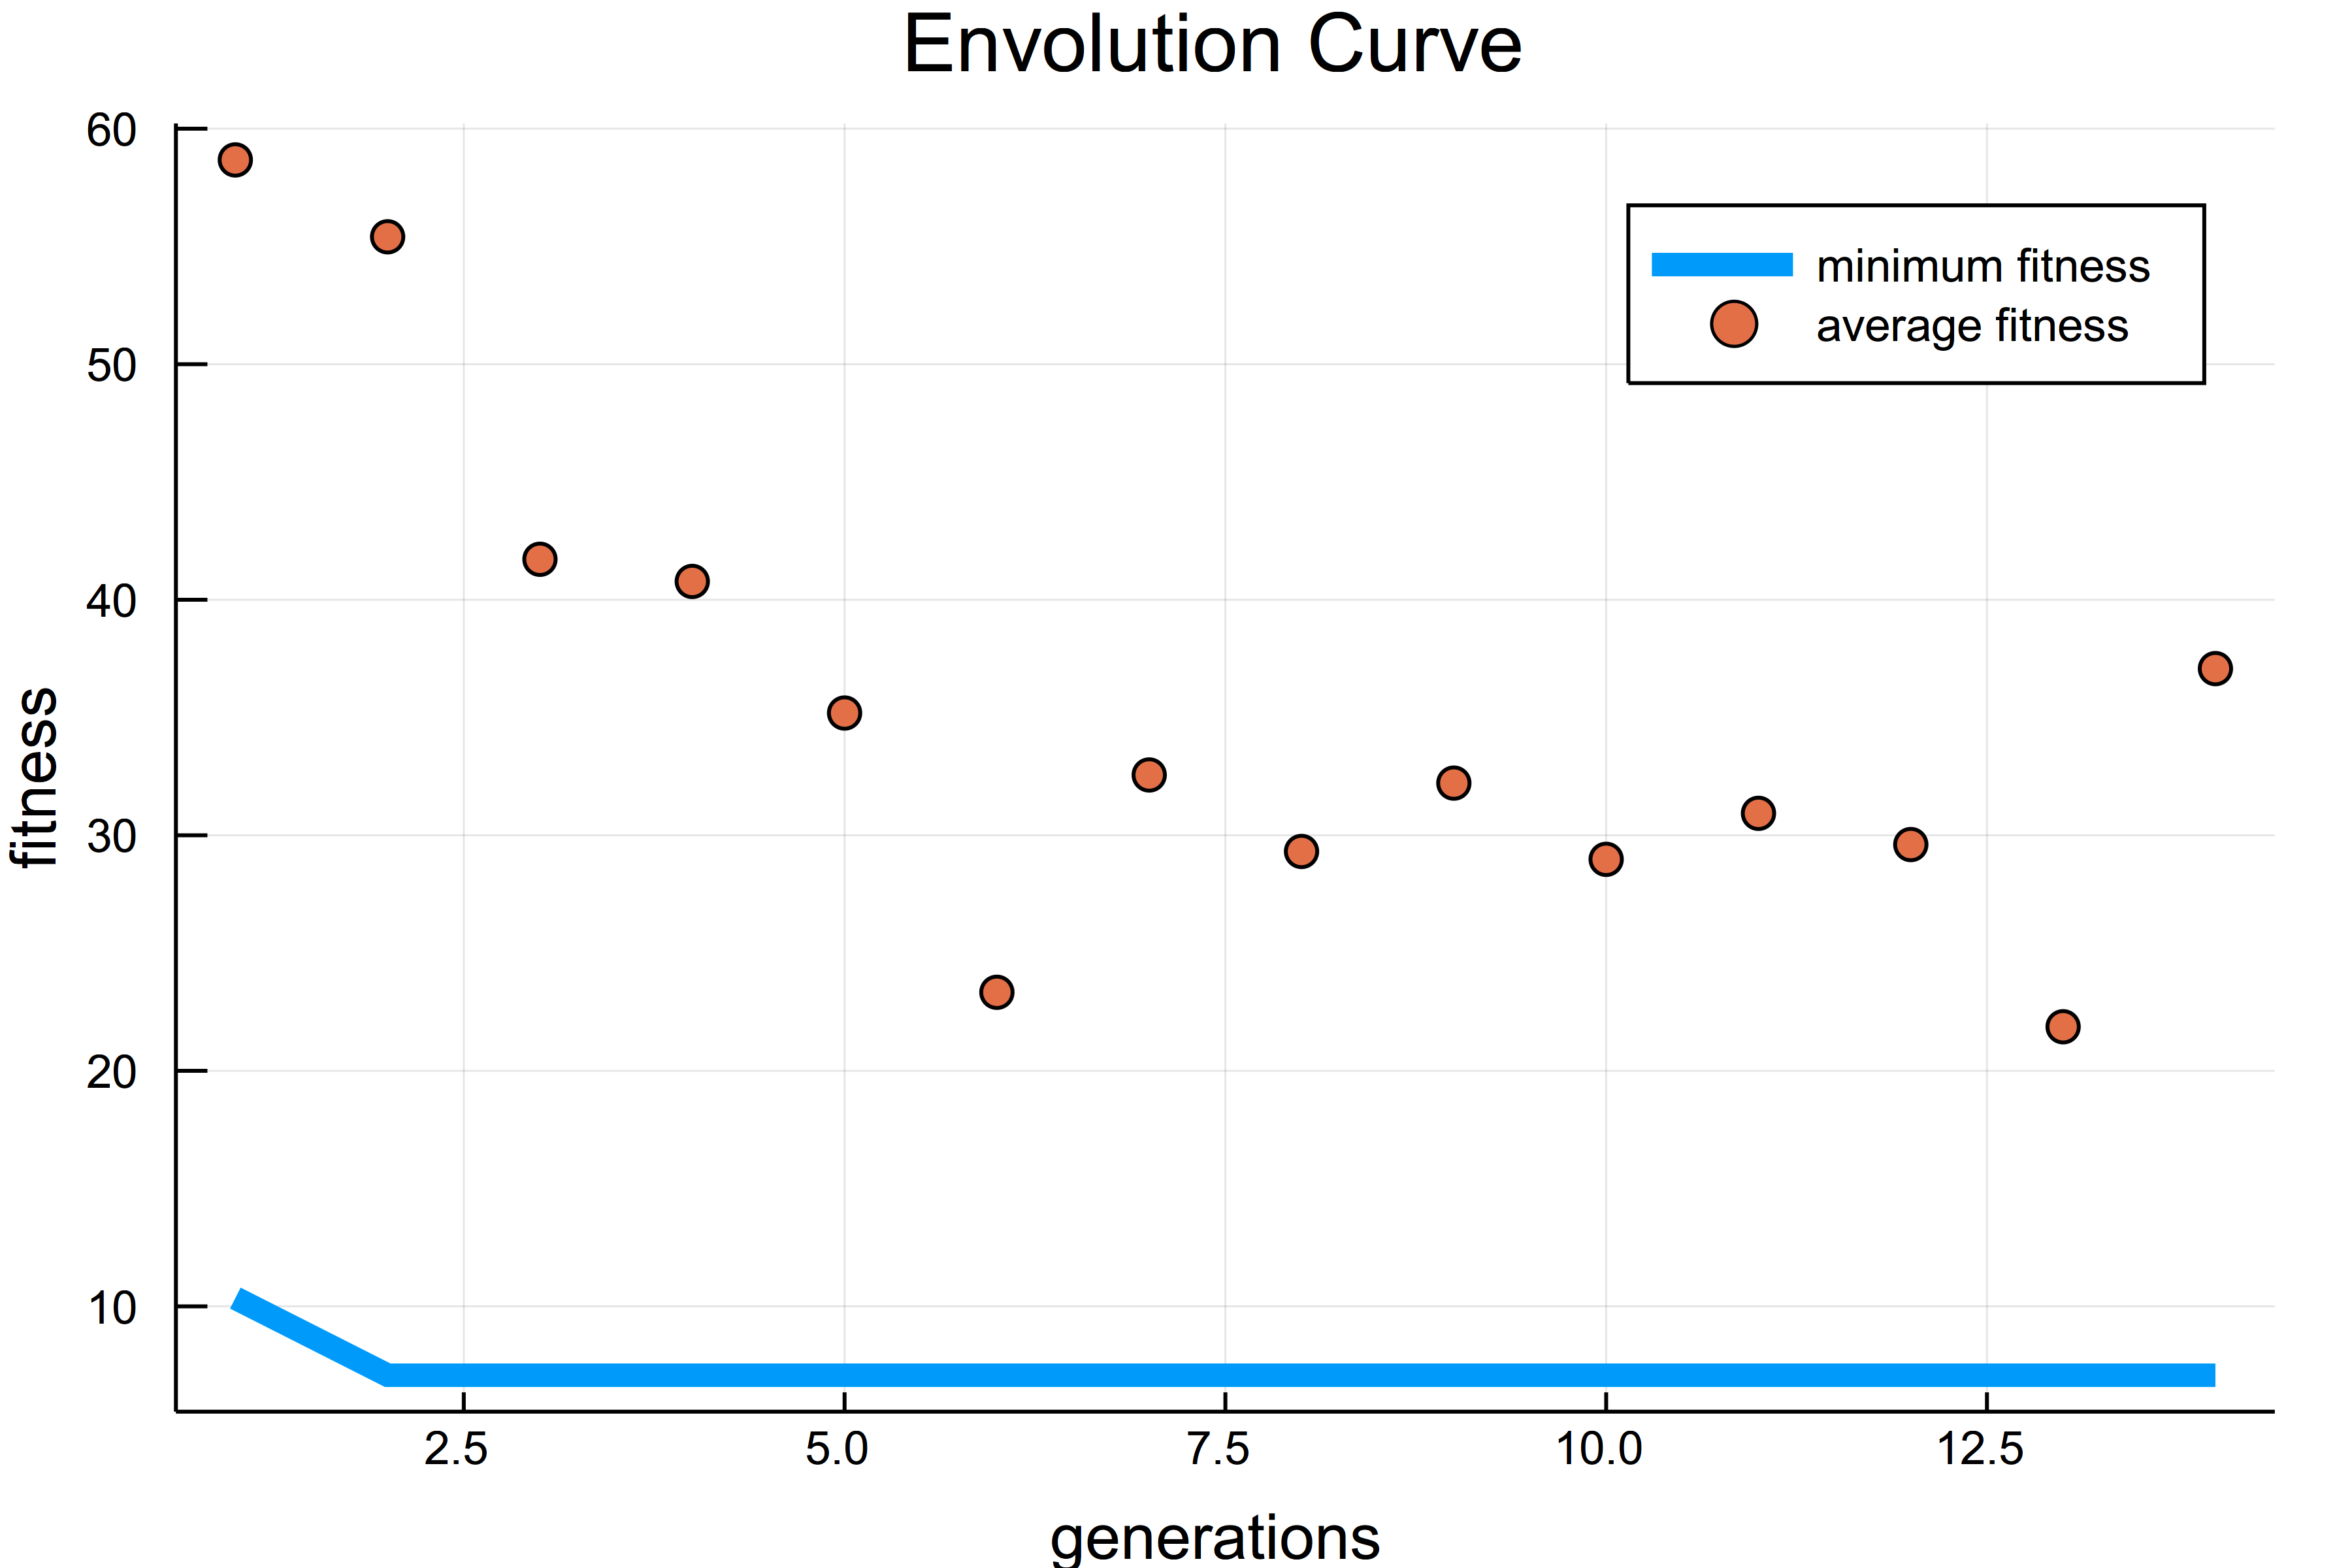 Envolution Curve
60
50
40
30
20
10
fitness
minimum fitness
average fitness
2.5 5.0 7.5 10.0 12.5
generations